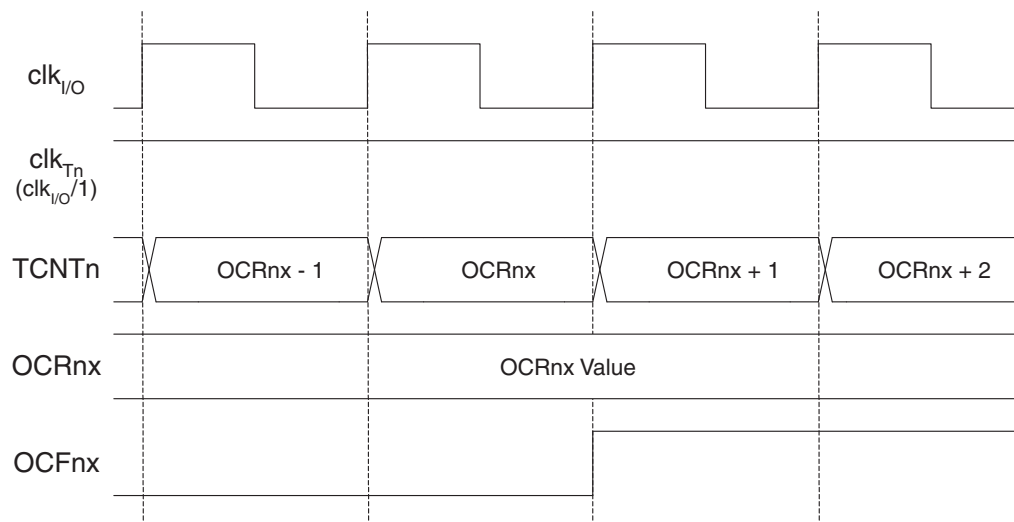 clkI/O
clkTn
(clkI/O/1)
TCNTn
OCRnx - 1
OCRnx
OCRnx + 1
OCRnx + 2
OCRnx
OCRnx Value
OCFnx